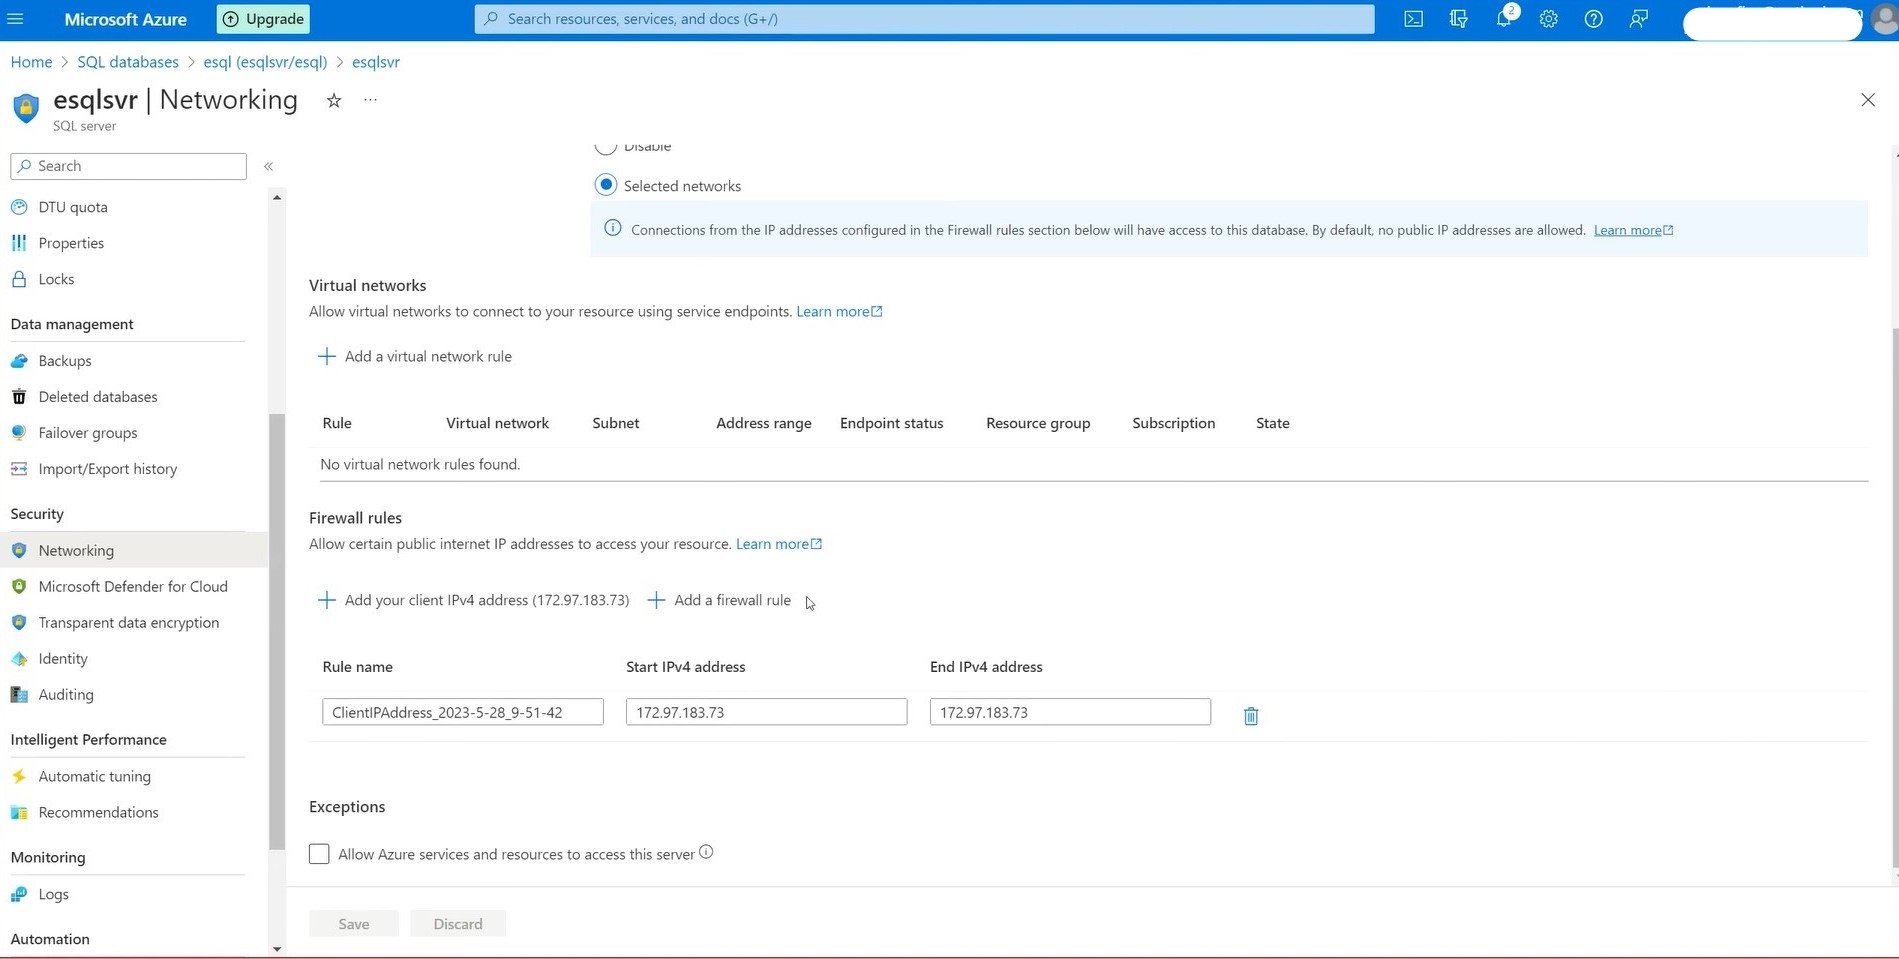 Microsoft Azure
Upgrade
Search resources, services, and docs (G+/)
2
Home > SQL databases > esql (esqlsvr/esql) > esqlsvr
esqlsvr | Networking
SQL server
Search
DTU quota
Properties
Locks
Data management
Backups
Deleted databases
Failover groups
Import/Export history
Security
Networking
Microsoft Defender for Cloud
Transparent data encryption
Identity
Auditing
Intelligent Performance
Automatic tuning
Recommendations
Monitoring
Logs
Automation
Disable
Selected networks
Connections from the IP addresses configured in the Firewall rules section below will have access to this database. By default, no public IP addresses are allowed. Learn more
Virtual networks
Allow virtual networks to connect to your resource using service endpoints. Learn more
+ Add a virtual network rule
Rule Virtual network Subnet Address range Endpoint status Resource group Subscription State
No virtual network rules found.
Firewall rules
Allow certain public internet IP addresses to access your resource. Learn more
+ Add your client IPv4 address (172.97.183.73) + Add a firewall rule
Rule name Start IPv4 address End IPv4 address
ClientIPAddress_2023-5-28_9-51-42 172.97.183.73 172.97.183.73
Exceptions
Allow Azure services and resources to access this server
Save Discard